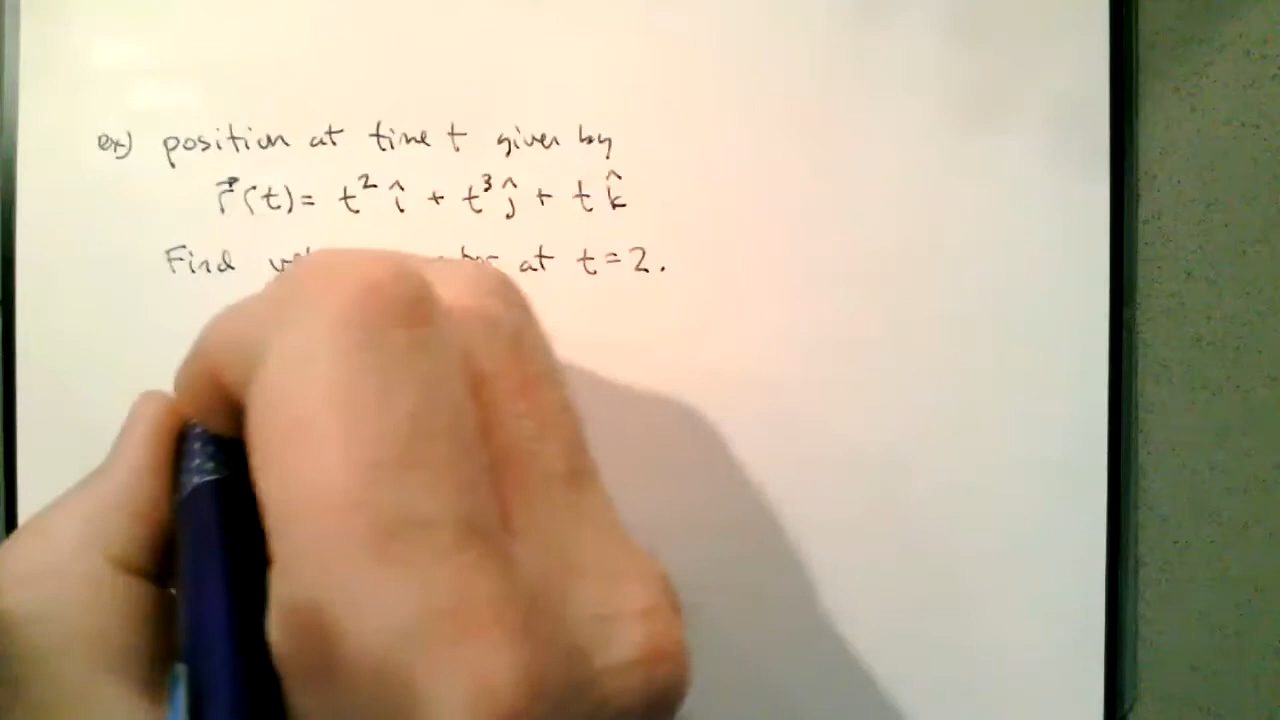 ex) position at time t given by
r⃗(t) = t² î + t³ ĵ + t k̂
Find at t=2.